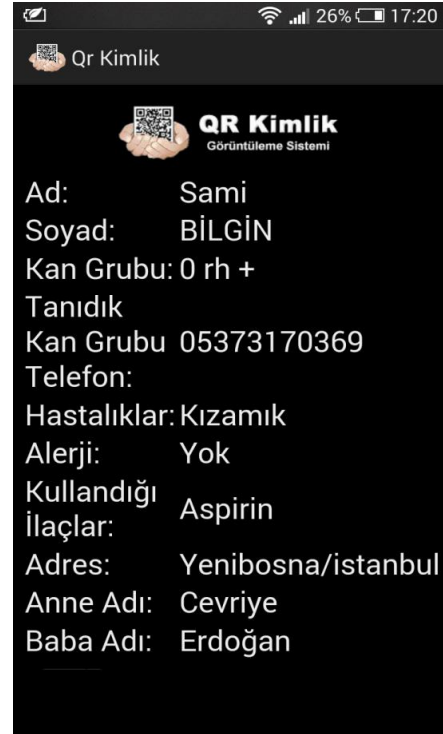 26% 17:20
Qr Kimlik
QR Kimlik
Görüntüleme Sistemi
Ad: Sami
Soyad: BİLGİN
Kan Grubu: 0 rh +
Tanıdık
Kan Grubu 05373170369
Telefon:
Hastalıklar: Kızamık
Alerji: Yok
Kullandığı
İlaçlar: Aspirin
Adres: Yenibosna/istanbul
Anne Adı: Cevriye
Baba Adı: Erdoğan